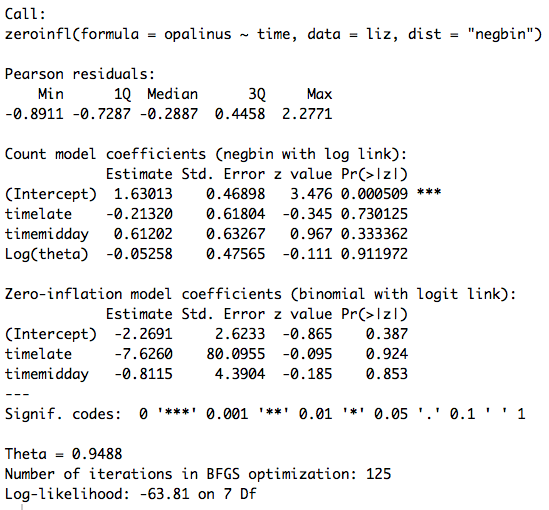 Call:
zeroinfl(formula = opalinus ~ time, data = liz, dist = "negbin")

Pearson residuals:
    Min      1Q  Median      3Q     Max
-0.8911 -0.7287 -0.2887  0.4458  2.2771

Count model coefficients (negbin with log link):
            Estimate Std. Error z value Pr(>|z|)
(Intercept)  1.63013    0.46898   3.476 0.000509 ***
timelate    -0.21320    0.61804  -0.345 0.730125
timemidday   0.61202    0.63267   0.967 0.333362
Log(theta)  -0.05258    0.47565  -0.111 0.911972

Zero-inflation model coefficients (binomial with logit link):
            Estimate Std. Error z value Pr(>|z|)
(Intercept)  -2.2691     2.6233  -0.865    0.387
timelate     -7.6260    80.0955  -0.095    0.924
timemidday   -0.8115     4.3904  -0.185    0.853
---
Signif. codes:  0 '***' 0.001 '**' 0.01 '*' 0.05 '.' 0.1 ' ' 1

Theta = 0.9488
Number of iterations in BFGS optimization: 125
Log-likelihood: -63.81 on 7 Df